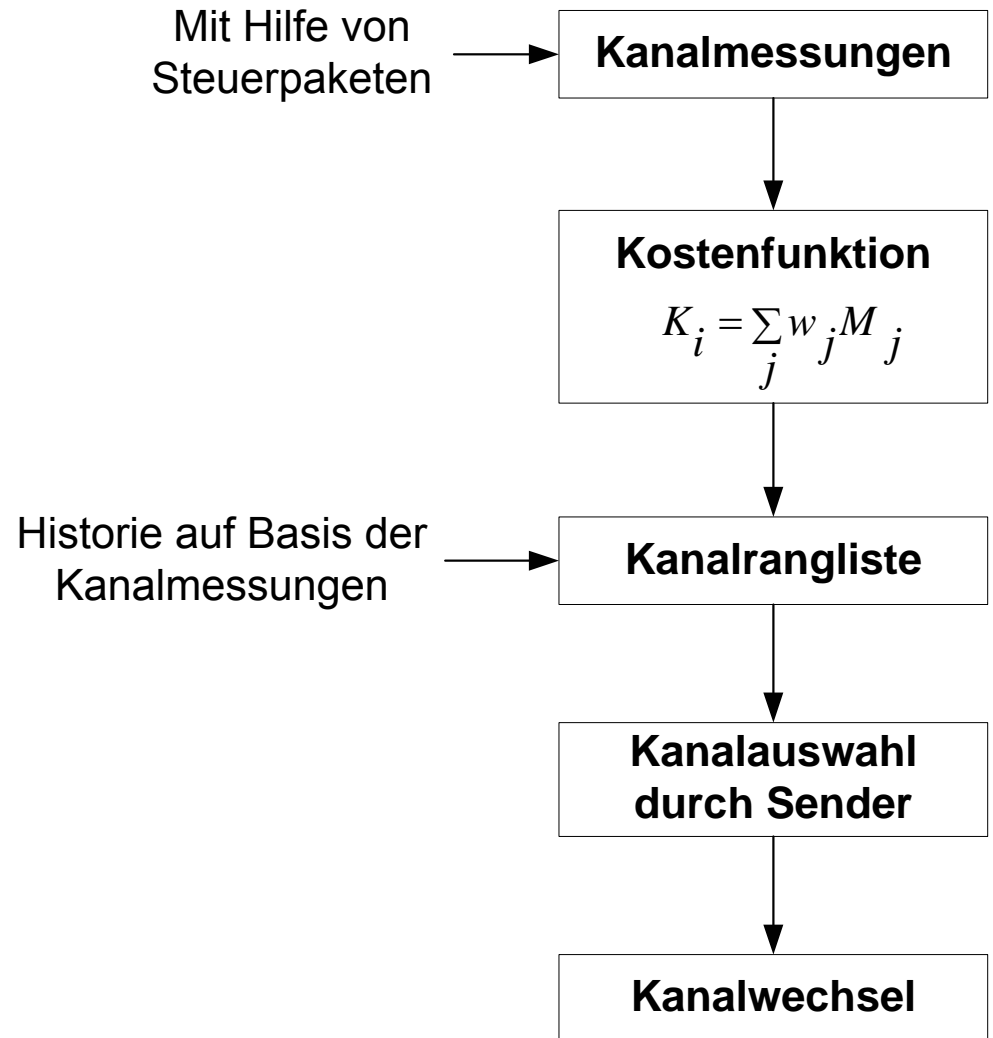 Mit Hilfe von
Steuerpaketen
Kanalmessungen
Kostenfunktion
K_i = ∑_j w_j M_j
Historie auf Basis der
Kanalmessungen
Kanalrangliste
Kanalauswahl
durch Sender
Kanalwechsel